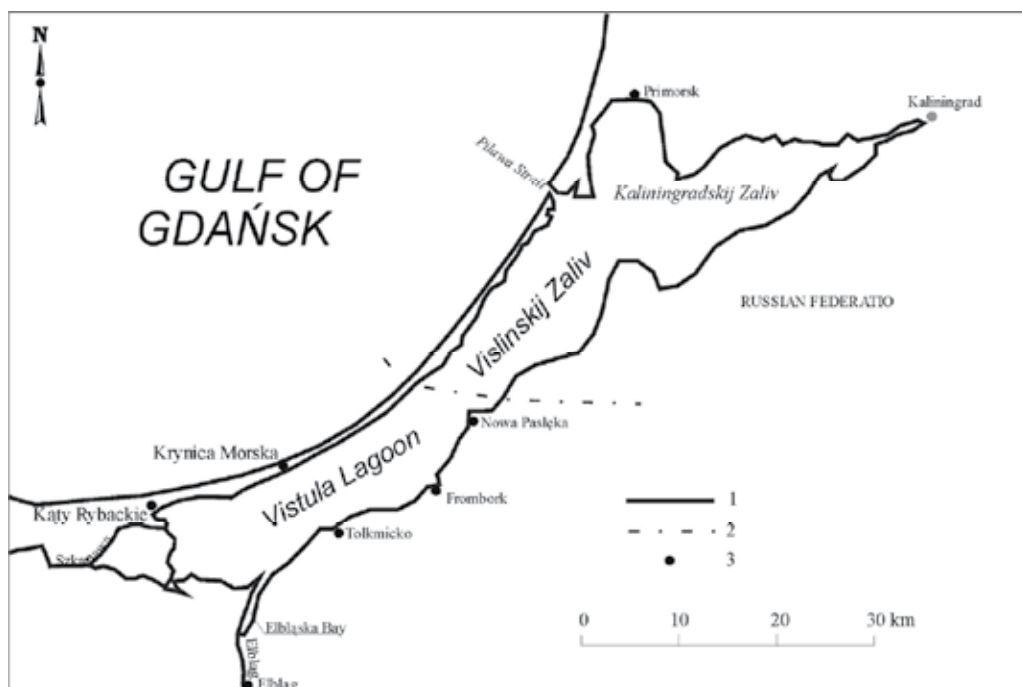 N
Primorsk
Kaliningrad
Piława Strait
GULF OF
GDAŃSK
Kaliningradskij Zaliv
Vislinskij Zaliv
RUSSIAN FEDERATIO
Nowa Pasłęka
Krynica Morska
Vistula Lagoon
Frombork
Kąty Rybackie
Tolkmicko
1
2
3
0 10 20 30 km
Elbląska Bay
Elbląg
Elbląg